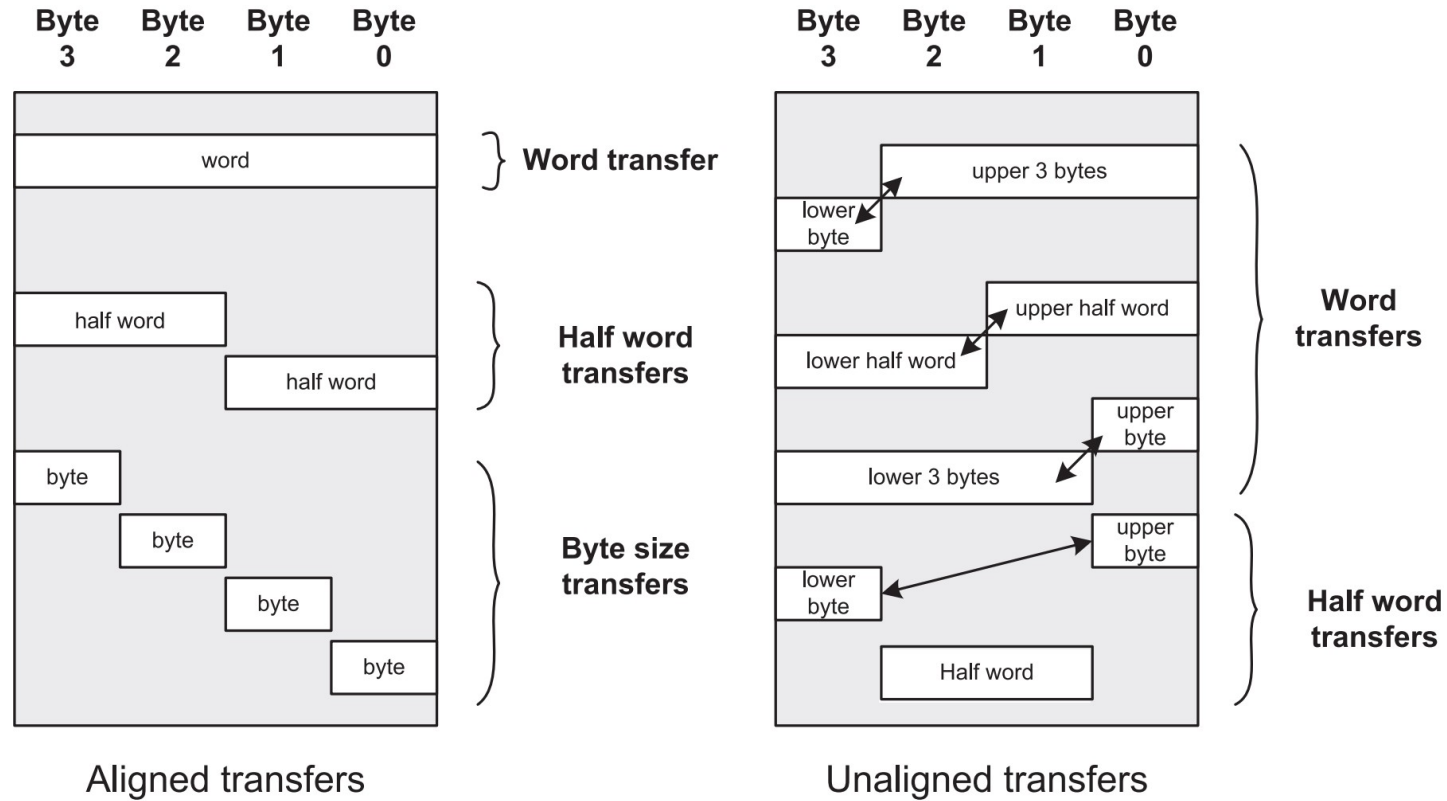 Byte Byte Byte Byte
3 2 1 0
word
Word transfer
half word
half word
Half word
transfers
byte
byte
byte
byte
Byte size
transfers
Aligned transfers
Byte Byte Byte Byte
3 2 1 0
upper 3 bytes
lower
byte
upper half word
lower half word
upper
byte
lower 3 bytes
Word
transfers
upper
byte
lower
byte
Half word
Half word
transfers
Unaligned transfers